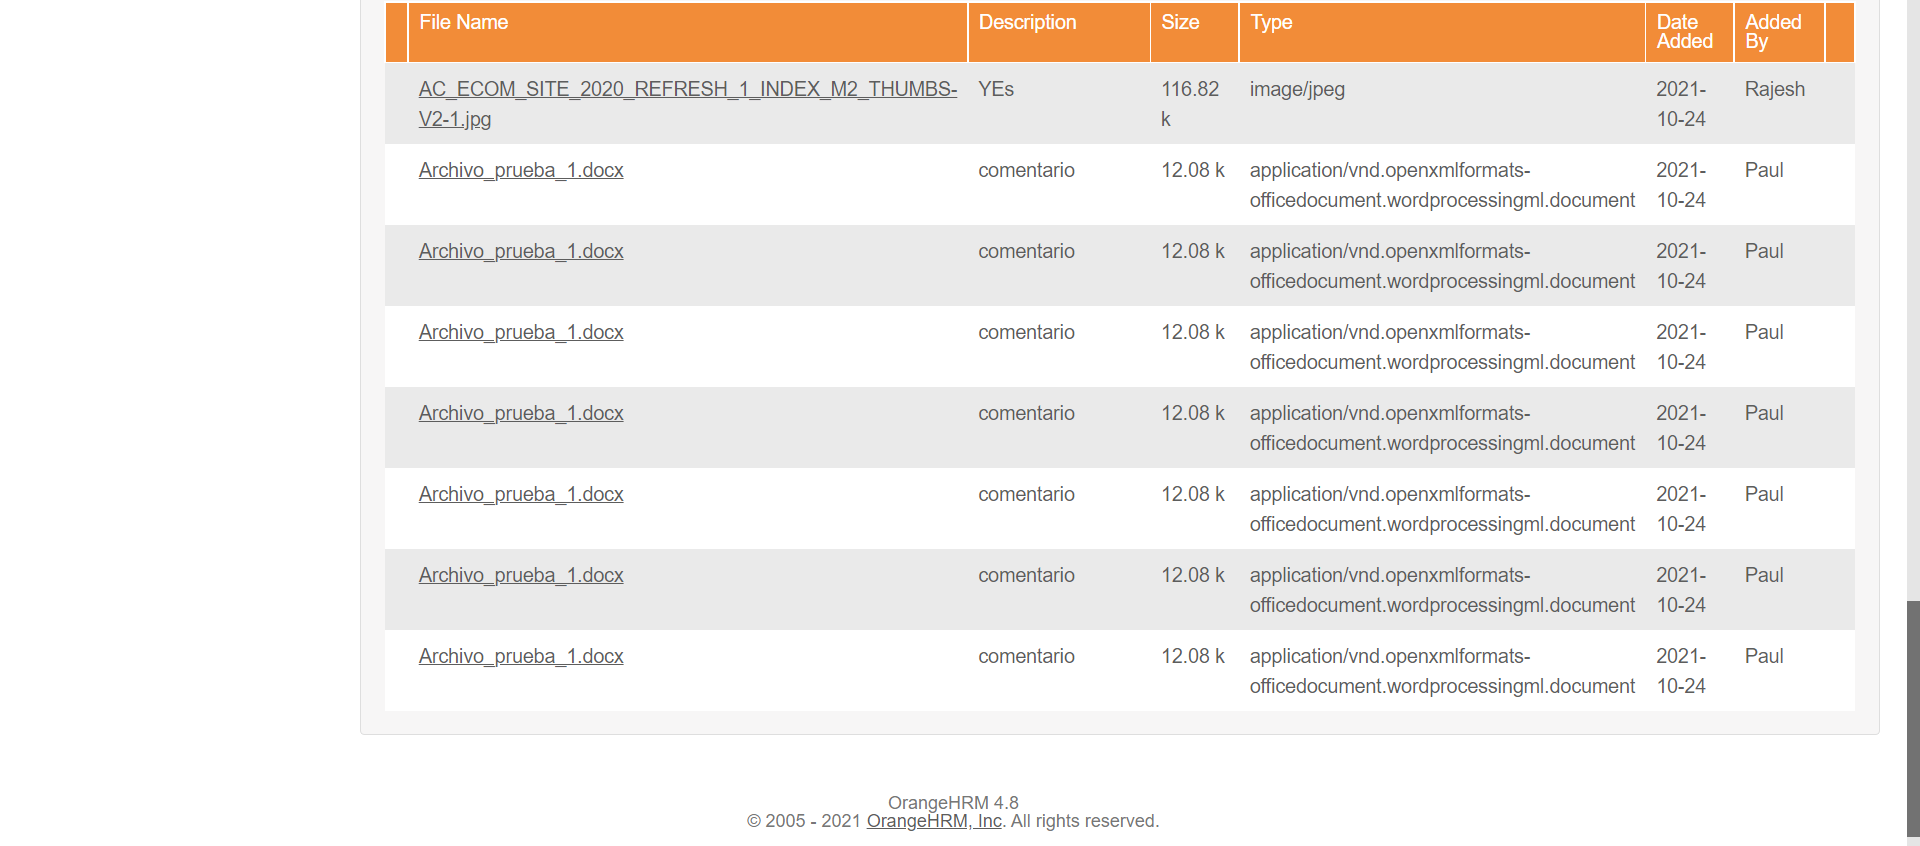 File Name Description Size Type Date Added Added By
AC_ECOM_SITE_2020_REFRESH_1_INDEX_M2_THUMBS- YEs 116.82 image/jpeg 2021- Rajesh
V2-1.jpg k 10-24
Archivo_prueba_1.docx comentario 12.08 k application/vnd.openxmlformats- 2021- Paul
officedocument.wordprocessingml.document 10-24
Archivo_prueba_1.docx comentario 12.08 k application/vnd.openxmlformats- 2021- Paul
officedocument.wordprocessingml.document 10-24
Archivo_prueba_1.docx comentario 12.08 k application/vnd.openxmlformats- 2021- Paul
officedocument.wordprocessingml.document 10-24
Archivo_prueba_1.docx comentario 12.08 k application/vnd.openxmlformats- 2021- Paul
officedocument.wordprocessingml.document 10-24
Archivo_prueba_1.docx comentario 12.08 k application/vnd.openxmlformats- 2021- Paul
officedocument.wordprocessingml.document 10-24
Archivo_prueba_1.docx comentario 12.08 k application/vnd.openxmlformats- 2021- Paul
officedocument.wordprocessingml.document 10-24
Archivo_prueba_1.docx comentario 12.08 k application/vnd.openxmlformats- 2021- Paul
officedocument.wordprocessingml.document 10-24
OrangeHRM 4.8
© 2005 - 2021 OrangeHRM, Inc. All rights reserved.